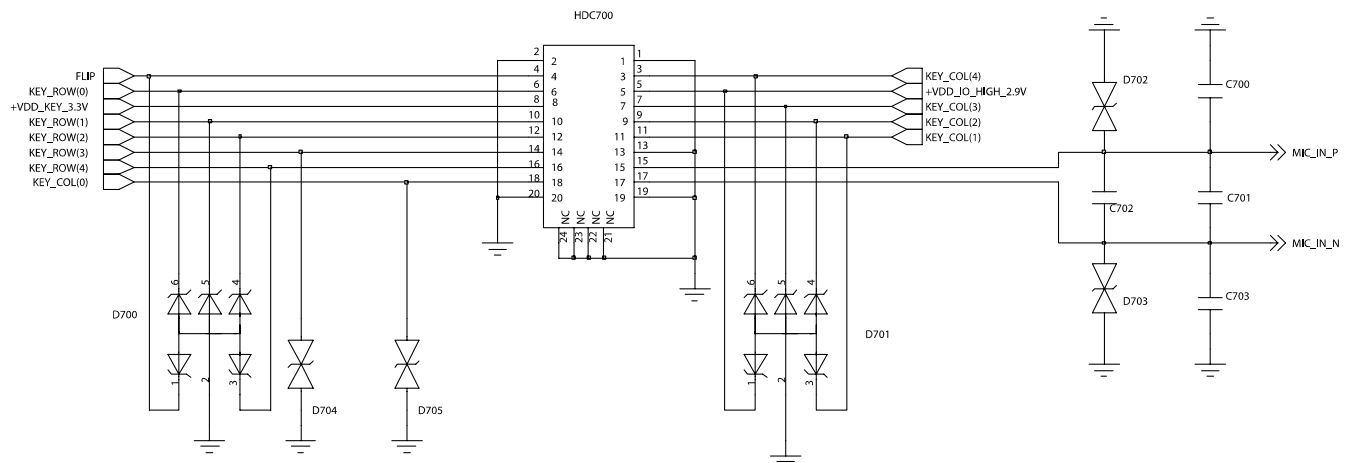 HDC700
FLIP
KEY_ROW(0)
+VDD_KEY_3.3V
KEY_ROW(1)
KEY_ROW(2)
KEY_ROW(3)
KEY_ROW(4)
KEY_COL(0)
2
4
6
8
10
12
14
16
18
20
2
4
6
8
10
12
14
16
18
20
1
3
5
7
9
11
13
15
17
19
1
3
5
7
9
11
13
15
17
19
NC
NC
NC
NC
24
23
22
21
KEY_COL(4)
+VDD_IO_HIGH_2.9V
KEY_COL(3)
KEY_COL(2)
KEY_COL(1)
D702
C700
MIC_IN_P
C702
C701
MIC_IN_N
D703
C703
D700
6
5
4
1
2
3
D704
D705
6
5
4
1
2
3
D701